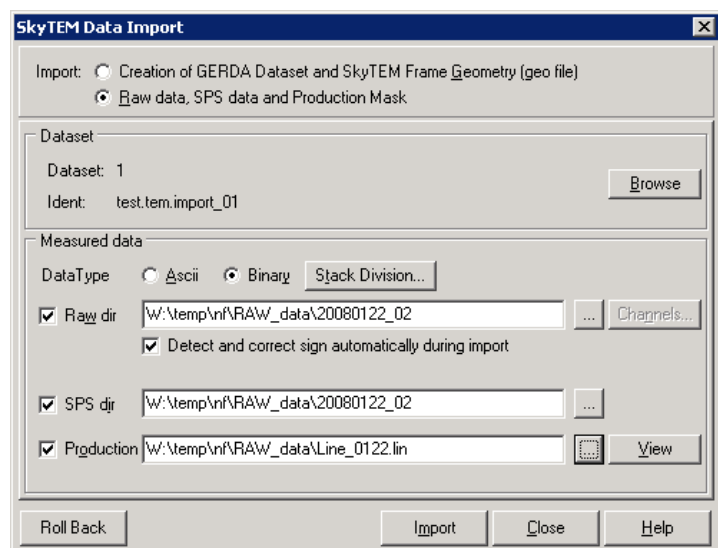 SkyTEM Data Import
Import: Creation of GERDA Dataset and SkyTEM Frame Geometry (geo file)
Raw data, SPS data and Production Mask
Dataset
Dataset: 1
Browse
Ident: test.tem.import_01
Measured data
DataType Ascii Binary Stack Division...
Raw dir W:\temp\nf\RAW_data\20080122_02 ... Channels...
Detect and correct sign automatically during import
SPS dir W:\temp\nf\RAW_data\20080122_02 ...
Production W:\temp\nf\RAW_data\Line_0122.lin ... View
Roll Back Import Close Help